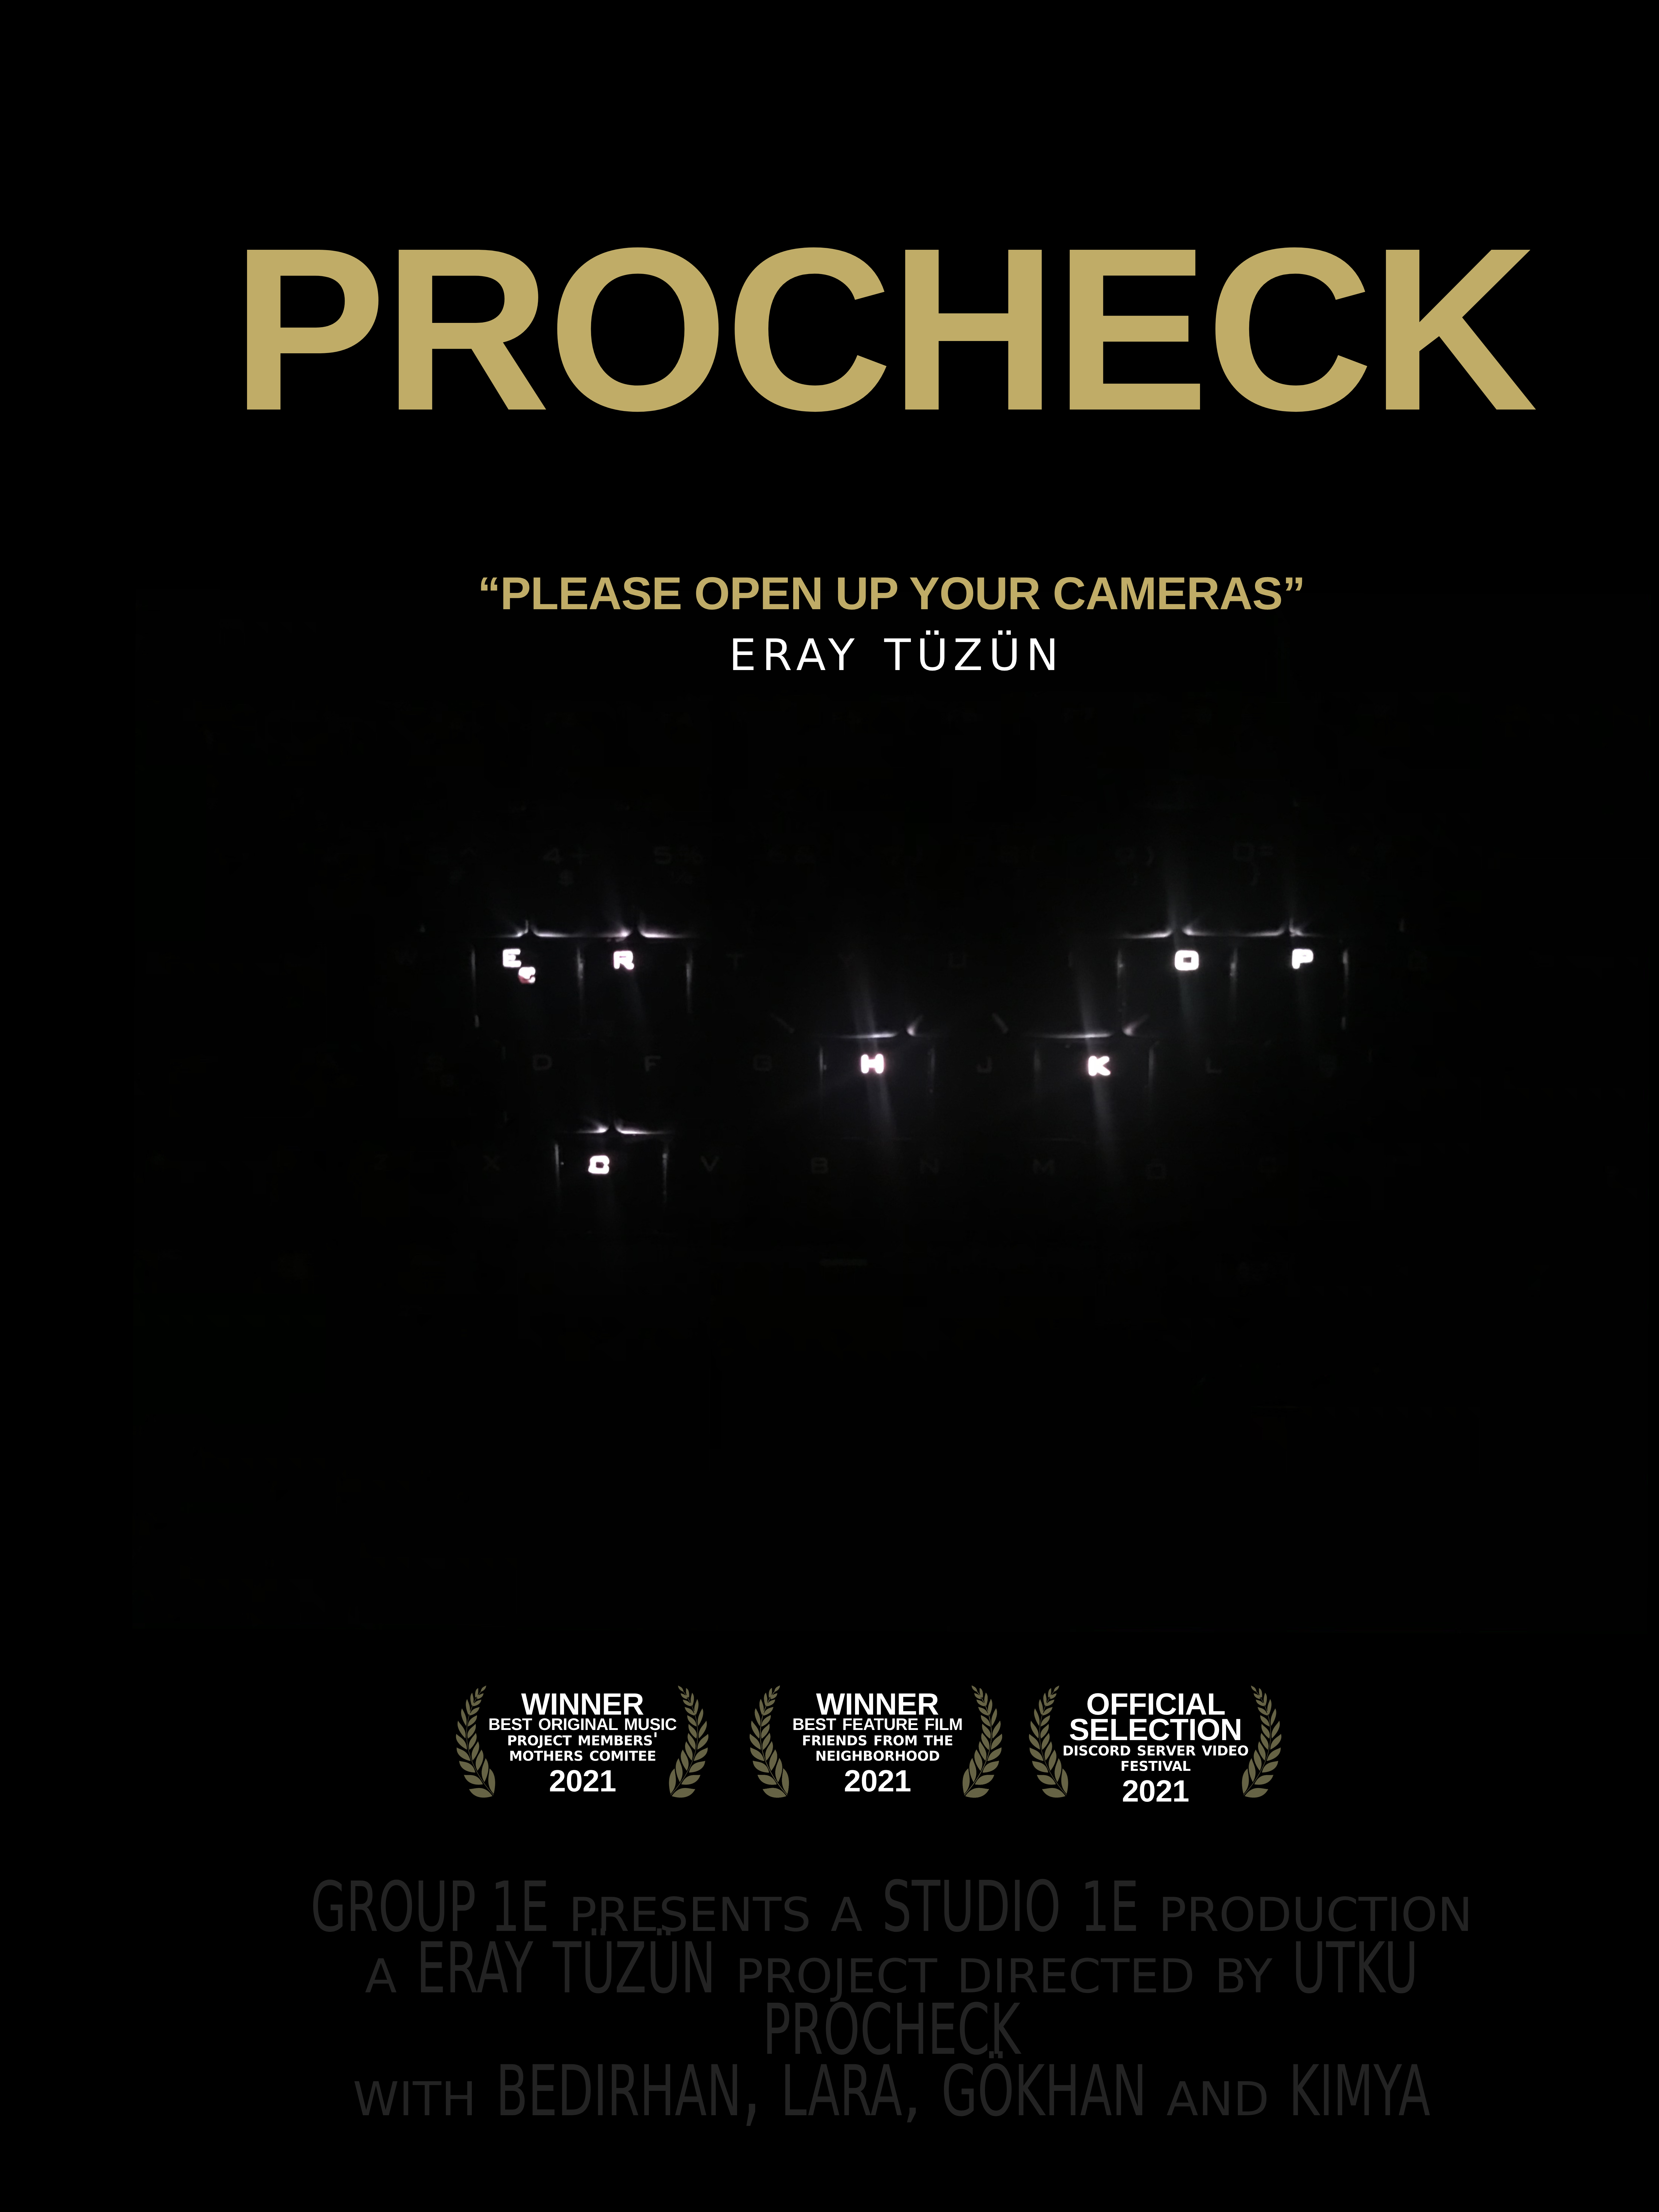 PROCHECK
“PLEASE OPEN UP YOUR CAMERAS”
ERAY TÜZÜN
4 5
E R T Y U O P
D F G H J K L
X C V B N M Ö
WINNER
BEST ORIGINAL MUSIC
PROJECT MEMBERS'
MOTHERS COMITEE
2021
WINNER
BEST FEATURE FILM
FRIENDS FROM THE
NEIGHBORHOOD
2021
OFFICIAL
SELECTION
DISCORD SERVER VIDEO
FESTIVAL
2021
GROUP 1E PRESENTS A STUDIO 1E PRODUCTION
A ERAY TÜZÜN PROJECT DIRECTED BY UTKU
PROCHECK
WITH BEDIRHAN, LARA, GÖKHAN AND KIMYA